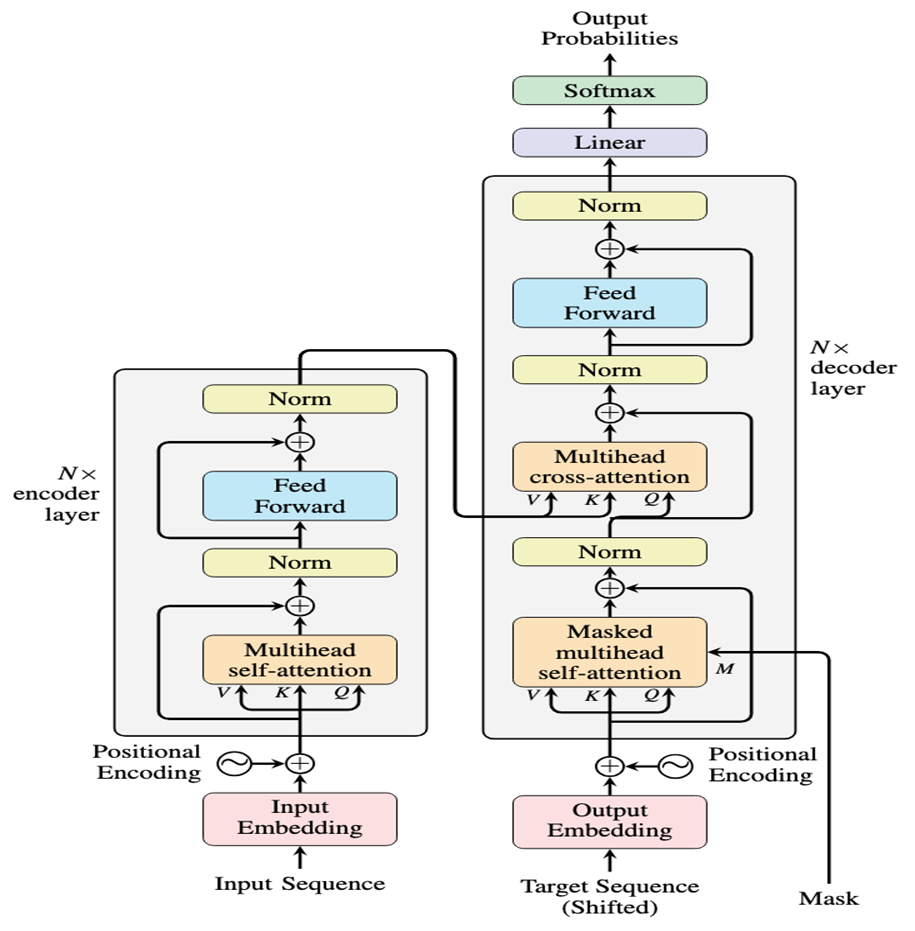 Output
Probabilities
Softmax
Linear
Norm
Feed
Forward
N×
decoder
layer
Norm
Multihead
cross-attention
V K Q
Norm
Masked
multihead
self-attention
M
V K Q
Positional
Encoding
Output
Embedding
Target Sequence
(Shifted)
Mask
Norm
Feed
Forward
N×
encoder
layer
Norm
Multihead
self-attention
V K Q
Positional
Encoding
Input
Embedding
Input Sequence